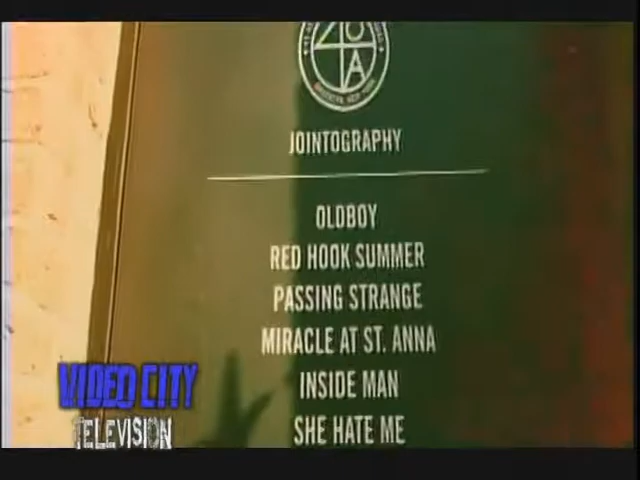 JOINTOGRAPHY
OLDBOY
RED HOOK SUMMER
PASSING STRANGE
MIRACLE AT ST. ANNA
INSIDE MAN
SHE HATE ME
VIDEO CITY
TELEVISION